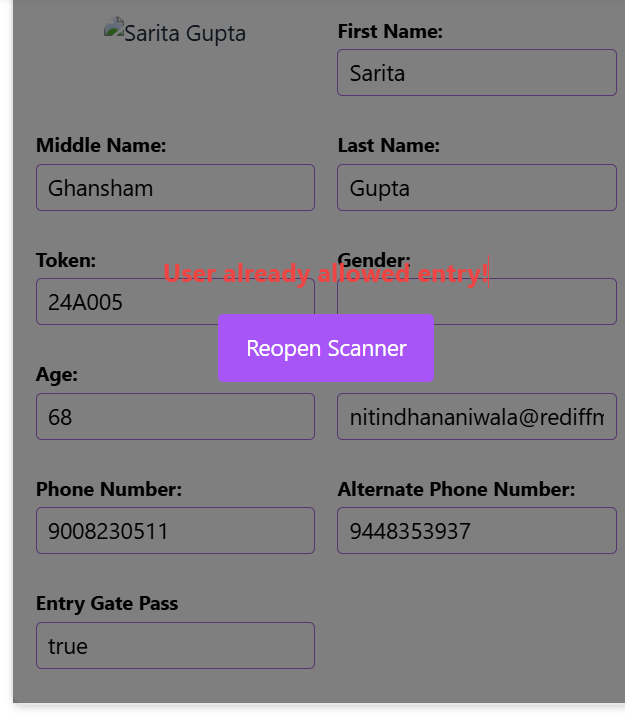 Sarita Gupta
First Name:
Sarita
Middle Name:
Last Name:
Ghansham
Gupta
Token:
Gender:
User already allowed entry!
24A005
Reopen Scanner
Age:
68
nitindhananiwala@rediffm
Phone Number:
Alternate Phone Number:
9008230511
9448353937
Entry Gate Pass
true